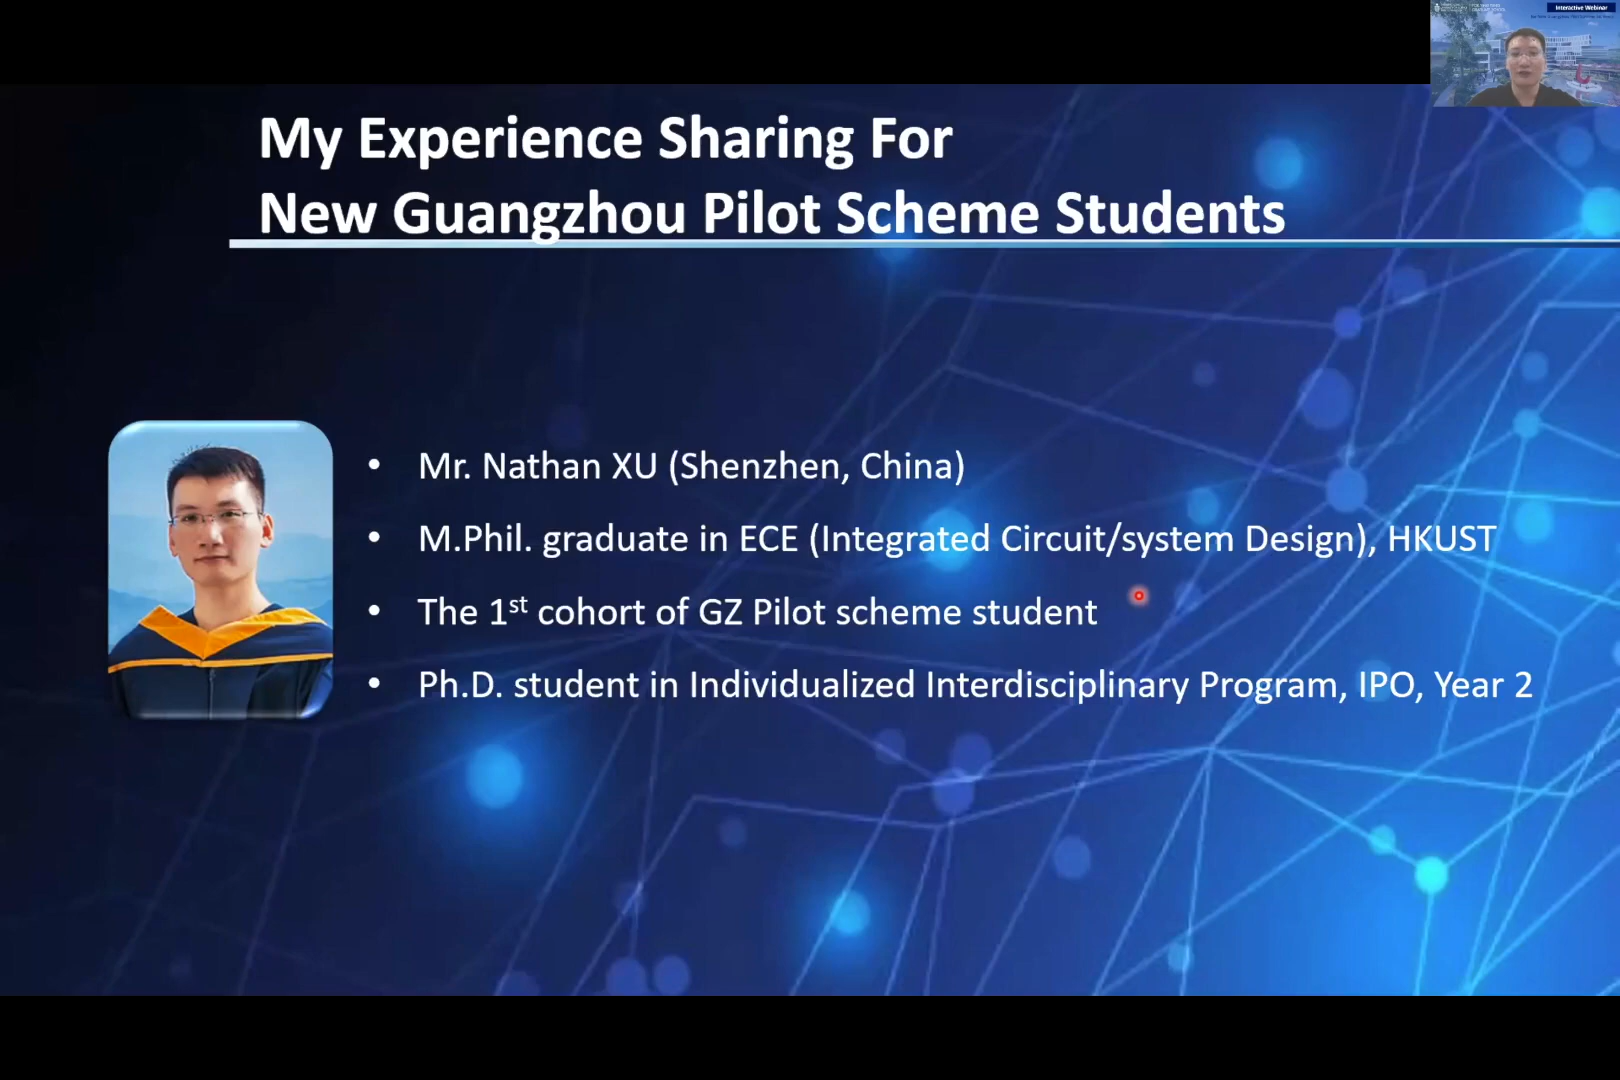 Interactive Webinar
My Experience Sharing For
New Guangzhou Pilot Scheme Students
• Mr. Nathan XU (Shenzhen, China)
• M.Phil. graduate in ECE (Integrated Circuit/system Design), HKUST
• The 1st cohort of GZ Pilot scheme student
• Ph.D. student in Individualized Interdisciplinary Program, IPO, Year 2